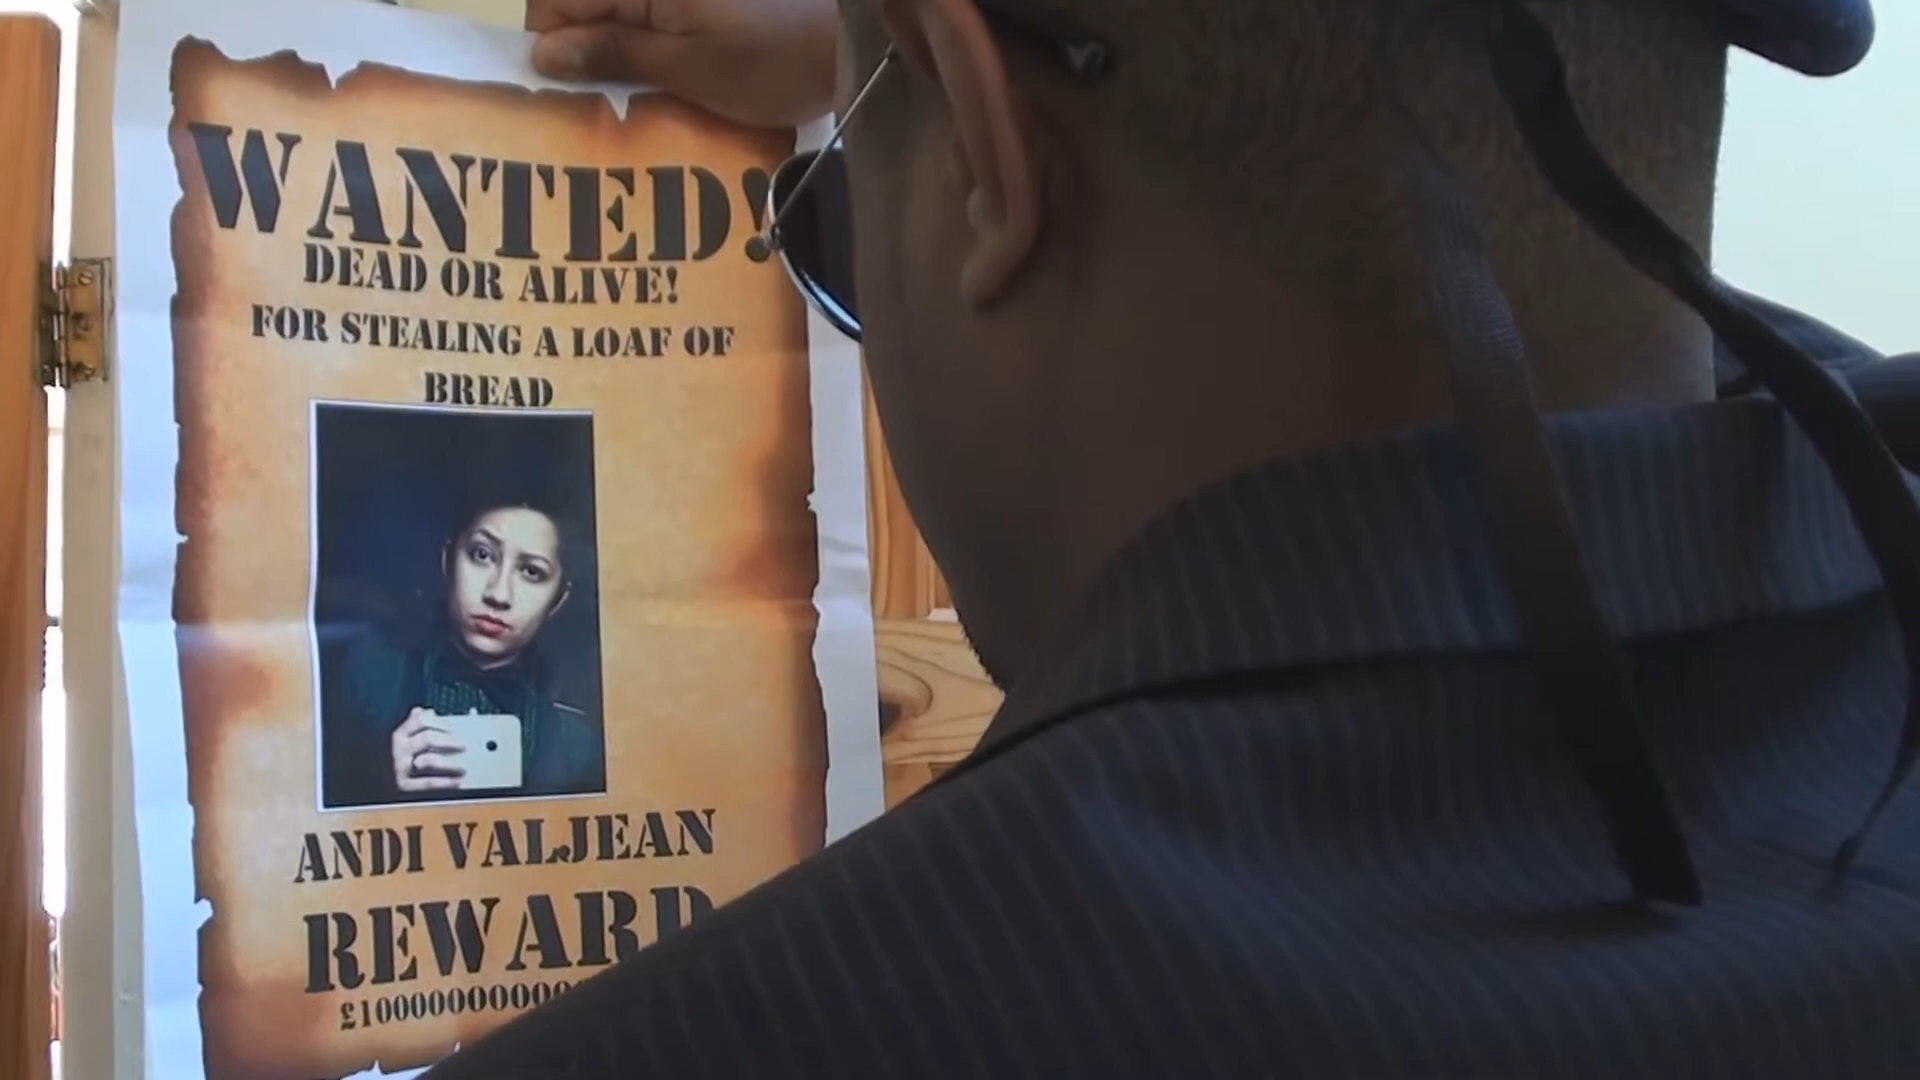 WANTED!
DEAD OR ALIVE!
FOR STEALING A LOAF OF
BREAD
ANDI VALJEAN
REWARD